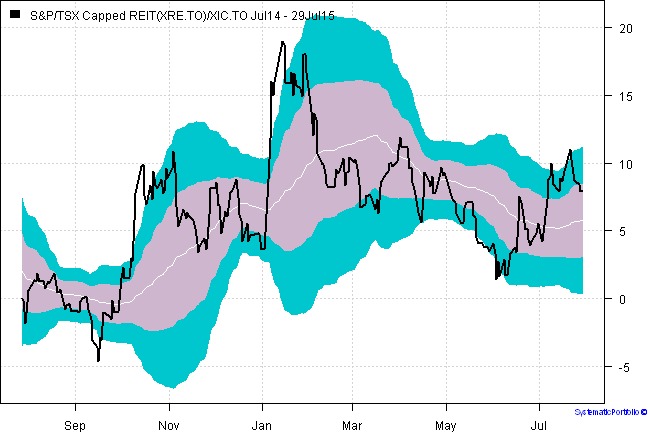 S&P/TSX Capped REIT(XRE.TO)/XIC.TO Jul14 - 29Jul15
20
15
10
5
0
-5
Sep Nov Jan Mar May Jul
SystematicPortfolio ©